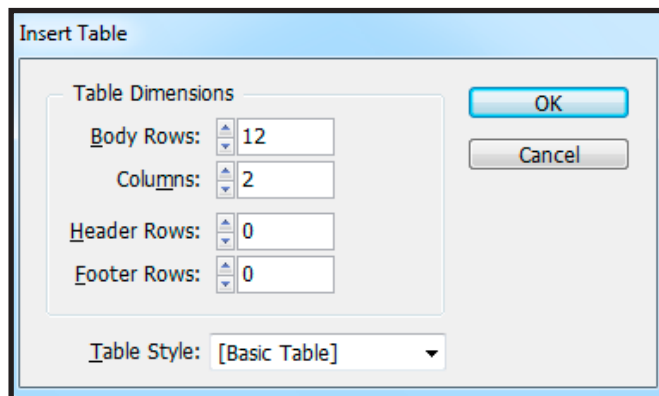 Insert Table
Table Dimensions
Body Rows: 12
Columns: 2
Header Rows: 0
Footer Rows: 0
Table Style: [Basic Table]
OK
Cancel